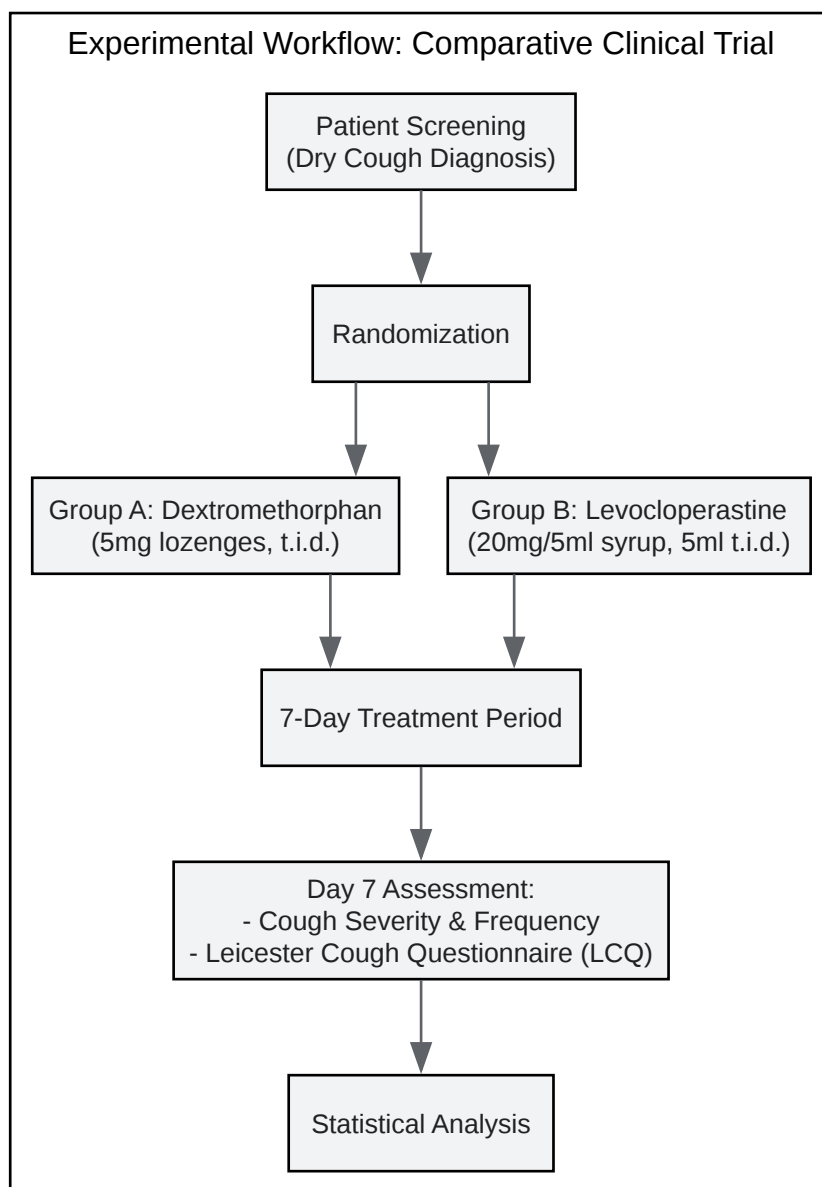 Experimental Workflow: Comparative Clinical Trial
Patient Screening
(Dry Cough Diagnosis)
Randomization
Group A: Dextromethorphan
(5mg lozenges, t.i.d.)
Group B: Levocloperastine
(20mg/5ml syrup, 5ml t.i.d.)
7-Day Treatment Period
Day 7 Assessment:
- Cough Severity & Frequency
- Leicester Cough Questionnaire (LCQ)
Statistical Analysis